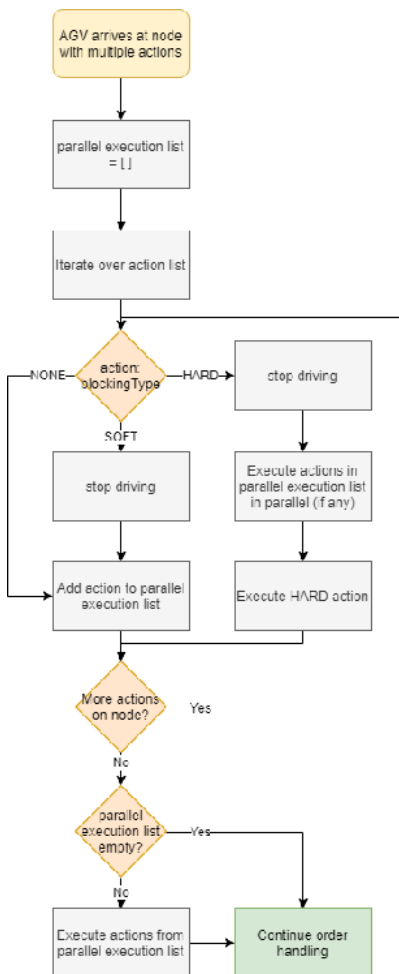 AGV arrives at node
with multiple actions
parallel execution list
= [ ]
Iterate over action list
action:
blockingType
NONE
HARD
SOFT
stop driving
stop driving
Execute actions in
parallel execution list
in parallel (if any)
Add action to parallel
execution list
Execute HARD action
More actions
on node?
Yes
No
parallel
execution list
empty?
Yes
No
Execute actions from
parallel execution list
Continue order
handling